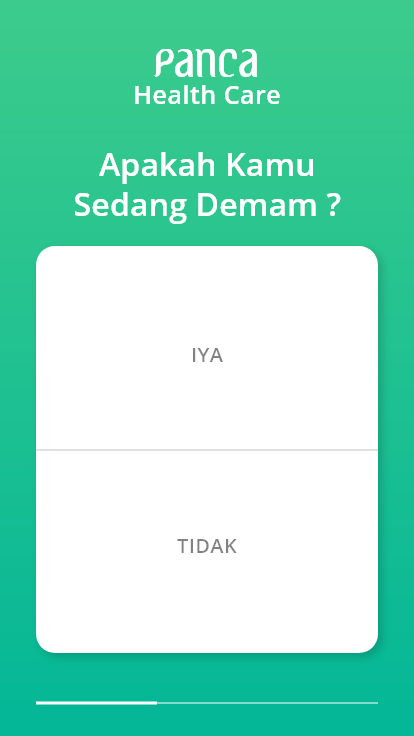 Panca
Health Care
Apakah Kamu
Sedang Demam ?
IYA
TIDAK